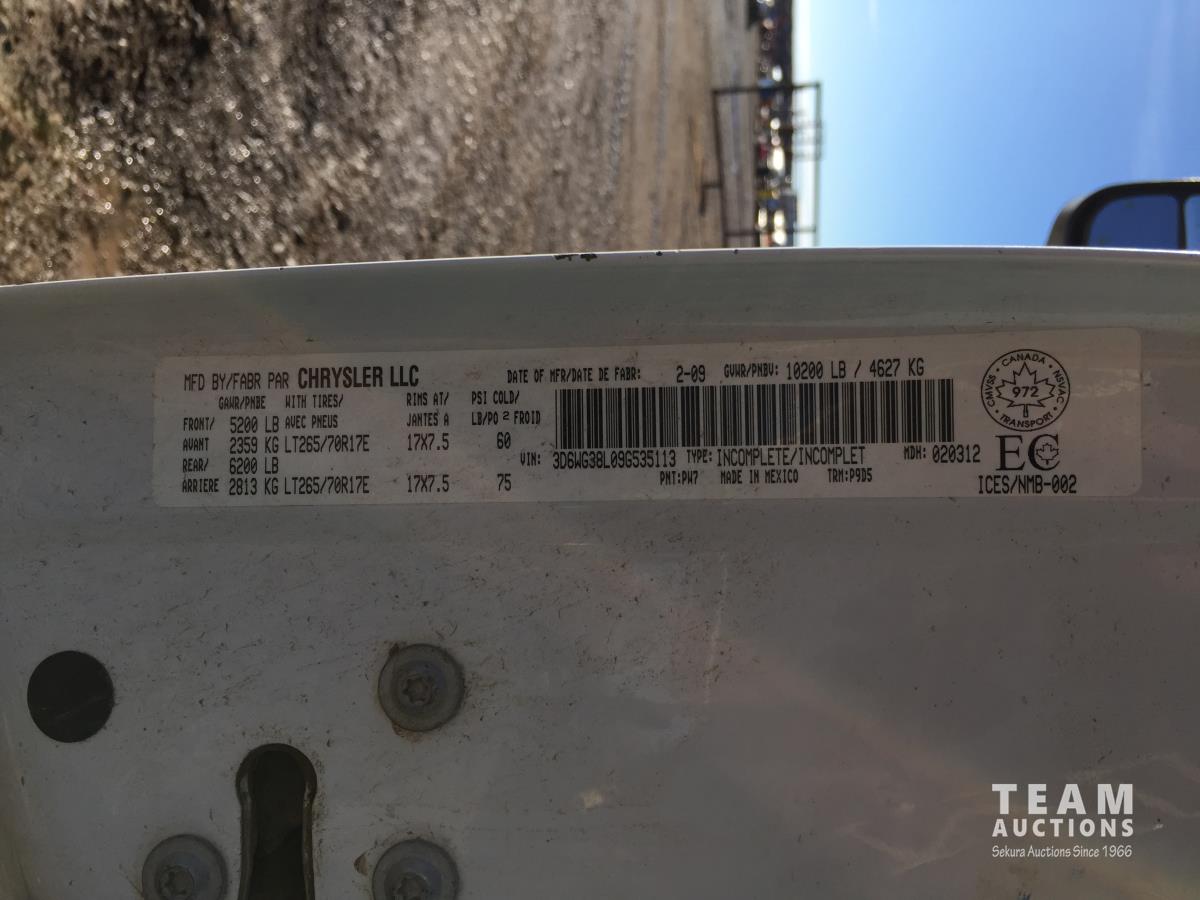 MFD BY/FABR PAR CHRYSLER LLC
DATE OF MFR/DATE DE FABR: 2-09 GVWR/PNBV: 10200 LB / 4627 KG
GAWR/PNBE WITH TIRES/ RIMS AT/ PSI COLD/
FRONT/ 5200 LB AVEC PNEUS JANTES A LB/PO 2 FROID
AVANT 2359 KG LT265/70R17E 17X7.5 60
REAR/ 6200 LB
ARRIERE 2813 KG LT265/70R17E 17X7.5 75
VIN: 3D6WG38L09G535113 TYPE: INCOMPLETE/INCOMPLET MDH: 020312
PNT:PW7 MADE IN MEXICO TRM:P9D5
CANADA
CMVSS 972 NSVAC
TRANSPORT
EC
ICES/NMB-002
TEAM
AUCTIONS
Sekura Auctions Since 1966